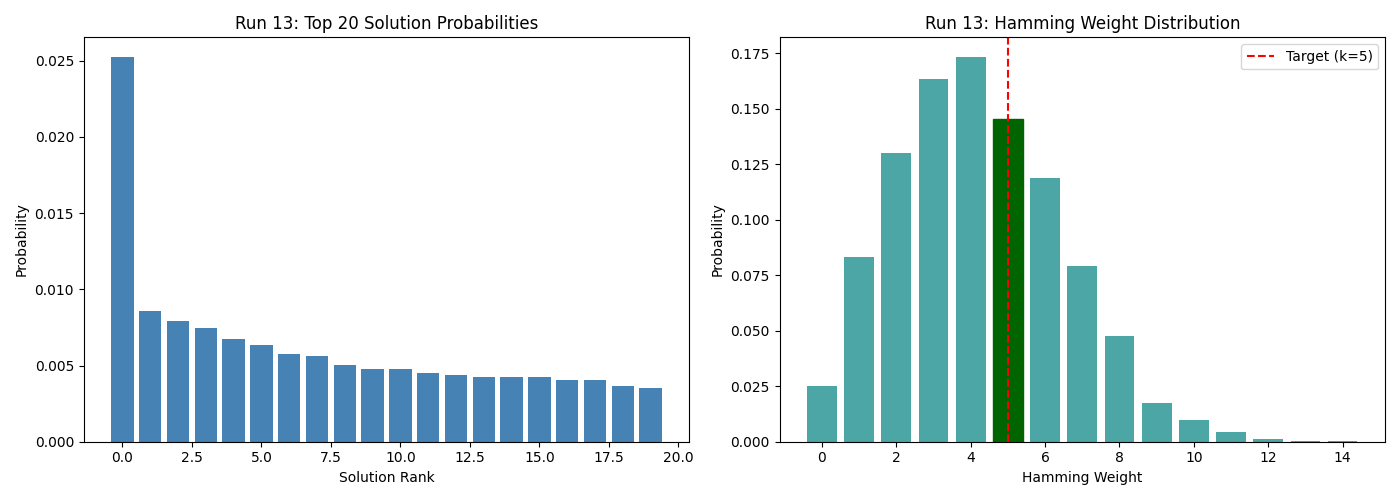 Run 13: Top 20 Solution Probabilities
Probability
0.025
0.020
0.015
0.010
0.005
0.000
0.0 2.5 5.0 7.5 10.0 12.5 15.0 17.5 20.0
Solution Rank
Run 13: Hamming Weight Distribution
Target (k=5)
Probability
0.175
0.150
0.125
0.100
0.075
0.050
0.025
0.000
0 2 4 6 8 10 12 14
Hamming Weight